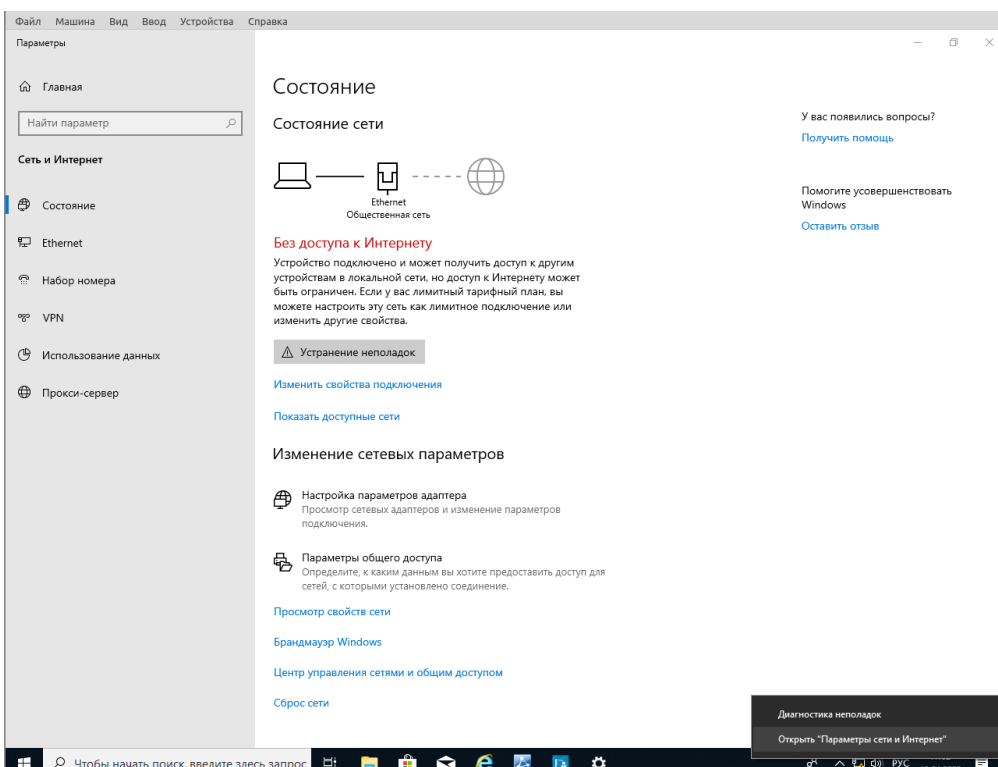 Файл Машина Вид Ввод Устройства Справка
Параметры
Главная
Найти параметр
Сеть и Интернет
Состояние
Ethernet
Набор номера
VPN
Использование данных
Прокси-сервер
Состояние
Состояние сети
Ethernet
Общественная сеть
Без доступа к Интернету
Устройство подключено и может получить доступ к другим
устройствам в локальной сети, но доступ к Интернету может
быть ограничен. Если у вас лимитный тарифный план, вы
можете настроить эту сеть как лимитное подключение или
изменить другие свойства.
Устранение неполадок
Изменить свойства подключения
Показать доступные сети
Изменение сетевых параметров
Настройка параметров адаптера
Просмотр сетевых адаптеров и изменение параметров
подключения.
Параметры общего доступа
Определите, к каким данным вы хотите предоставить доступ для
сетей, с которыми установлено соединение.
Просмотр свойств сети
Брандмауэр Windows
Центр управления сетями и общим доступом
Сброс сети
У вас появились вопросы?
Получить помощь
Помогите усовершенствовать
Windows
Оставить отзыв
Диагностика неполадок
Открыть "Параметры сети и Интернет"
Чтобы начать поиск, введите здесь запрос
РУС